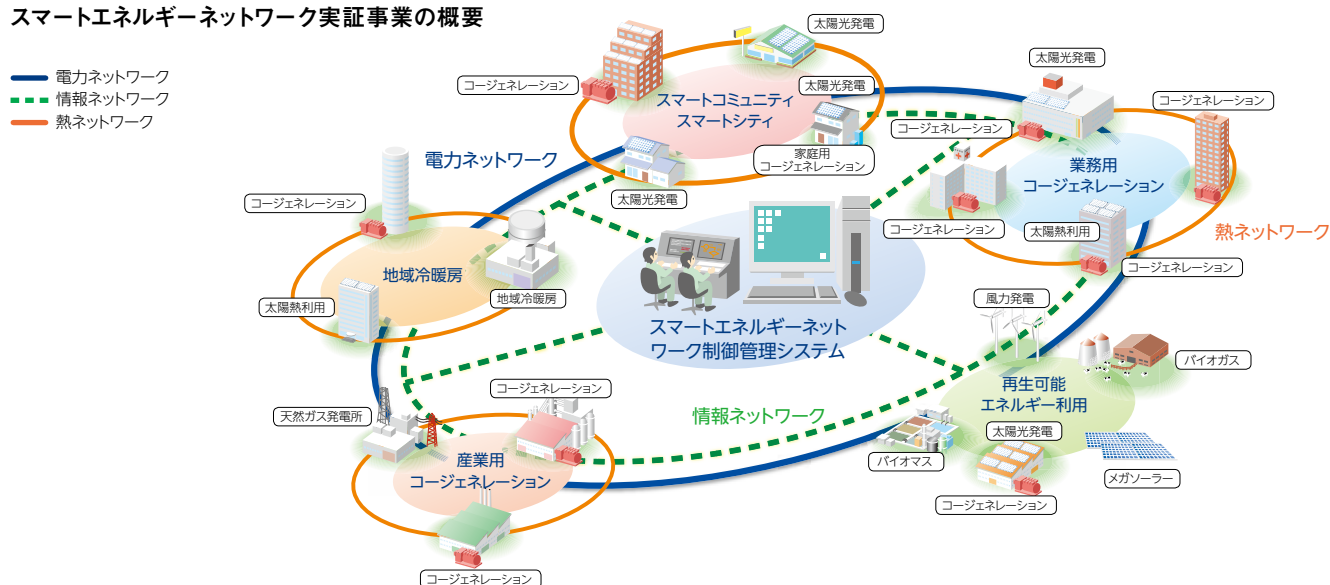 スマートエネルギーネットワーク実証事業の概要
電力ネットワーク
情報ネットワーク
熱ネットワーク
太陽光発電
コージェネレーション
太陽光発電
スマートコミュニティ
スマートシティ
家庭用
コージェネレーション
太陽光発電
電力ネットワーク
太陽光発電
コージェネレーション
コージェネレーション
業務用
コージェネレーション
コージェネレーション
太陽熱利用
コージェネレーション
熱ネットワーク
コージェネレーション
地域冷暖房
太陽熱利用
地域冷暖房
スマートエネルギーネット
ワーク制御管理システム
風力発電
バイオガス
再生可能
エネルギー利用
太陽光発電
バイオマス
メガソーラー
コージェネレーション
情報ネットワーク
コージェネレーション
天然ガス発電所
産業用
コージェネレーション
コージェネレーション